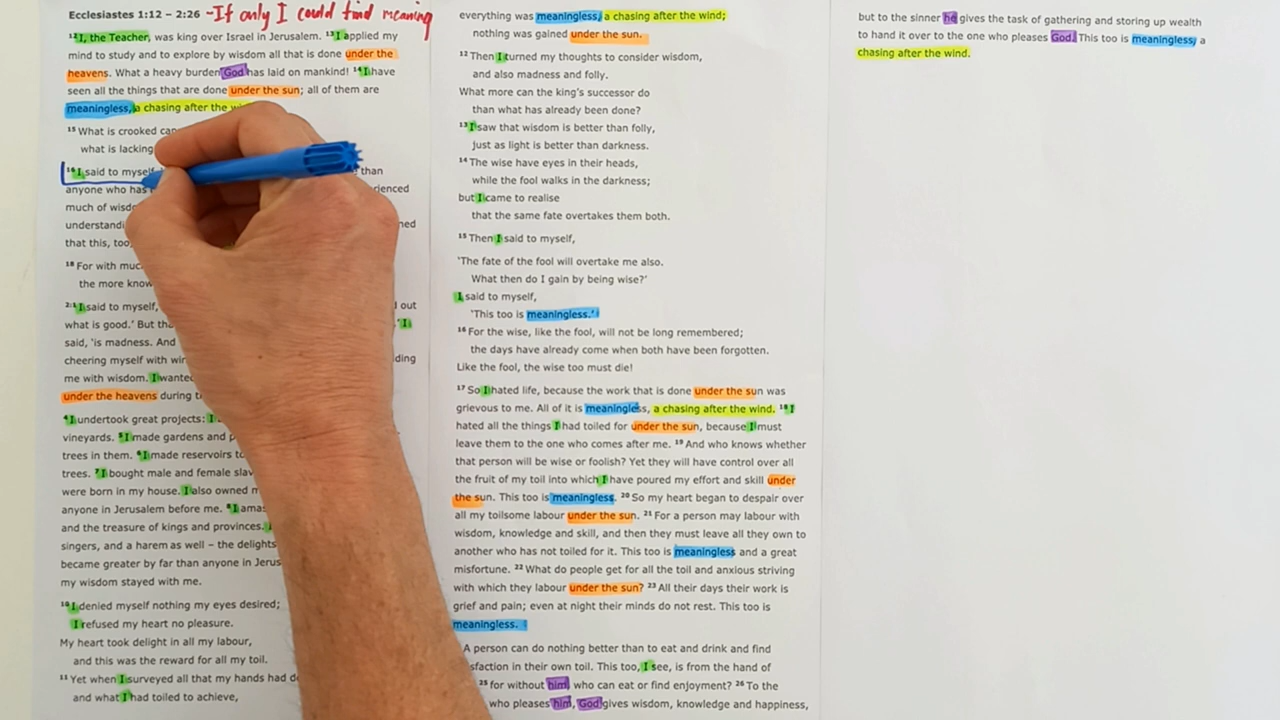 Ecclesiastes 1:12 – 2:26 -If only I could find meaning
12 I, the Teacher, was king over Israel in Jerusalem. 13 I applied my
mind to study and to explore by wisdom all that is done under the
heavens. What a heavy burden God has laid on mankind! 14 I have
seen all the things that are done under the sun; all of them are
meaningless, a chasing after the
15 What is crooked
what is lacking
16 I said to myself, than
anyone who has
much of
that this, too,
18 For with
the more
2:1 I said to myself, out
what is good.' But 'I
said, 'is madness. And
cheering myself with
me with wisdom. I
under the heavens during
4 I undertook great projects: I
vineyards. 5 I made gardens and
trees in them. 6 I made reservoirs to
trees. 7 I bought male and female
were born in my house. I also owned
anyone in Jerusalem before me. 8 I
and the treasure of kings and provinces. I
singers, and a harem as well – the delights
became greater by far than anyone in
my wisdom stayed with me.
10 I denied myself nothing my eyes desired;
I refused my heart no pleasure.
My heart took delight in all my labour,
and this was the reward for all my toil.
11 Yet when I surveyed all that my hands had
and what I had toiled to achieve,
everything was meaningless, a chasing after the wind;
nothing was gained under the sun.
12 Then I turned my thoughts to consider wisdom,
and also madness and folly.
What more can the king's successor do
than what has already been done?
13 I saw that wisdom is better than folly,
just as light is better than darkness.
14 The wise have eyes in their heads,
while the fool walks in the darkness;
but I came to realise
that the same fate overtakes them both.
15 Then I said to myself,
'The fate of the fool will overtake me also.
What then do I gain by being wise?'
I said to myself,
'This too is meaningless.'
16 For the wise, like the fool, will not be long remembered;
the days have already come when both have been forgotten.
Like the fool, the wise too must die!
17 So I hated life, because the work that is done under the sun was
grievous to me. All of it is meaningless, a chasing after the wind. 18 I
hated all the things I had toiled for under the sun, because I must
leave them to the one who comes after me. 19 And who knows whether
that person will be wise or foolish? Yet they will have control over all
the fruit of my toil into which I have poured my effort and skill under
the sun. This too is meaningless. 20 So my heart began to despair over
all my toilsome labour under the sun. 21 For a person may labour with
wisdom, knowledge and skill, and then they must leave all they own to
another who has not toiled for it. This too is meaningless and a great
misfortune. 22 What do people get for all the toil and anxious striving
with which they labour under the sun? 23 All their days their work is
grief and pain; even at night their minds do not rest. This too is
meaningless.
A person can do nothing better than to eat and drink and find
in their own toil. This too, I see, is from the hand of
25 for without him, who can eat or find enjoyment? 26 To the
who pleases him, God gives wisdom, knowledge and happiness,
but to the sinner he gives the task of gathering and storing up wealth
to hand it over to the one who pleases God. This too is meaningless, a
chasing after the wind.